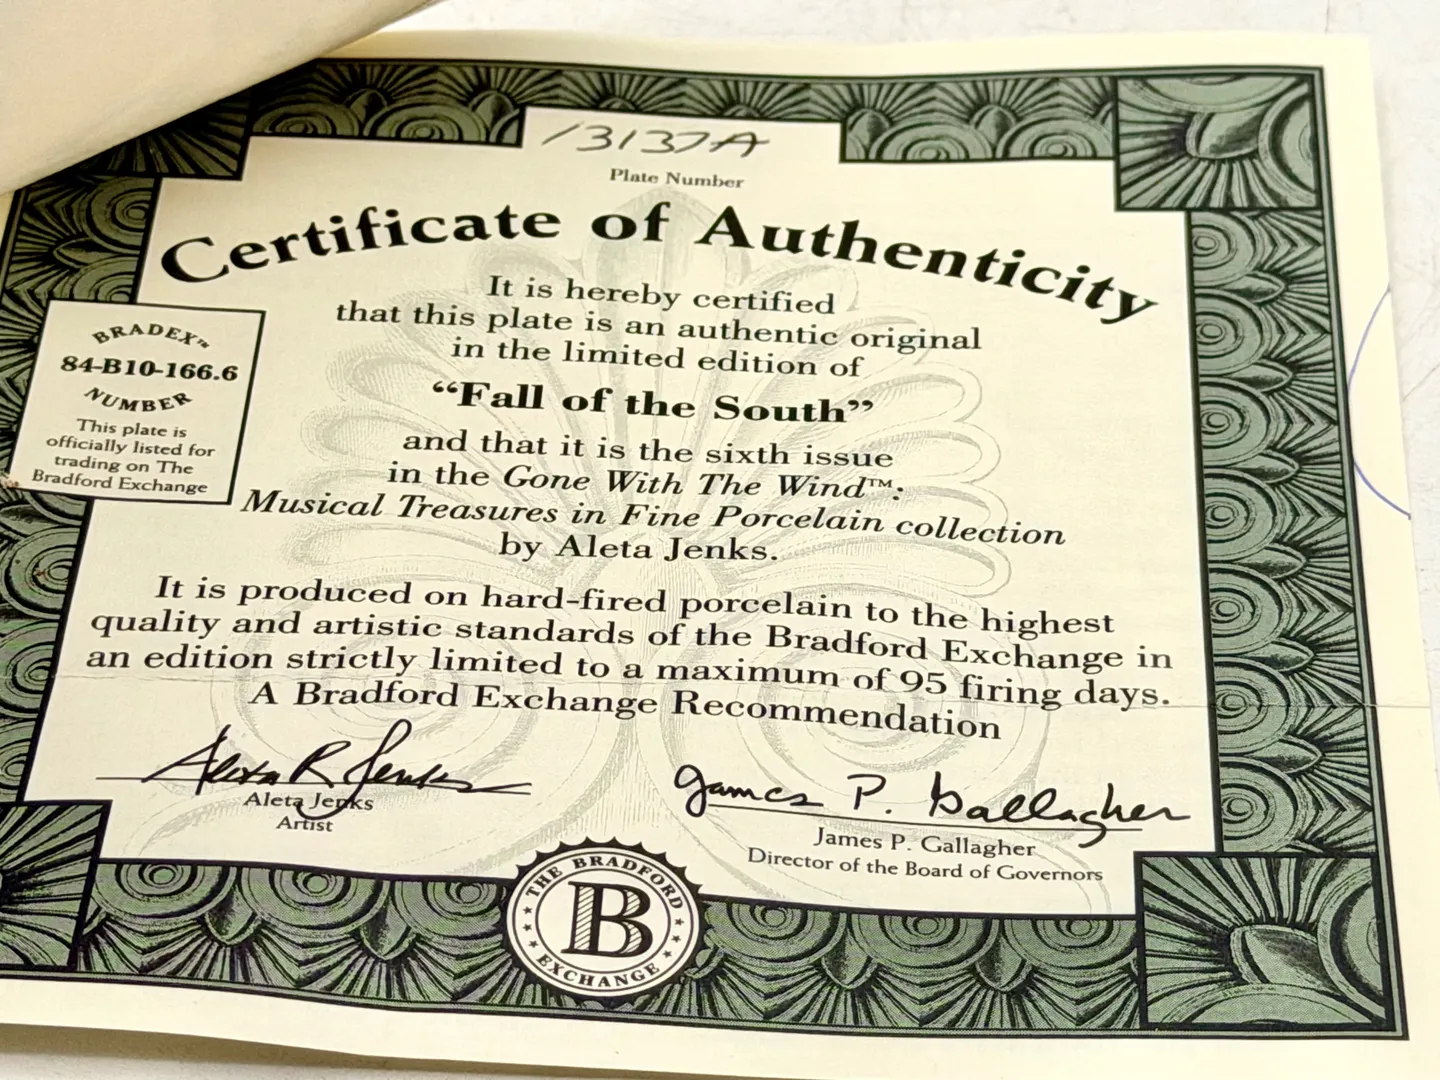 13137A
Plate Number
Certificate of Authenticity
It is hereby certified
that this plate is an authentic original
in the limited edition of
“Fall of the South”
and that it is the sixth issue
in the Gone With The Wind™:
Musical Treasures in Fine Porcelain collection
by Aleta Jenks.
It is produced on hard-fired porcelain to the highest
quality and artistic standards of the Bradford Exchange in
an edition strictly limited to a maximum of 95 firing days.
A Bradford Exchange Recommendation
BRADEX™
84-B10-166.6
NUMBER
This plate is
officially listed for
trading on The
Bradford Exchange
Aleta R Jenks
Aleta Jenks
Artist
James P. Gallagher
James P. Gallagher
Director of the Board of Governors
THE BRADFORD
B
EXCHANGE